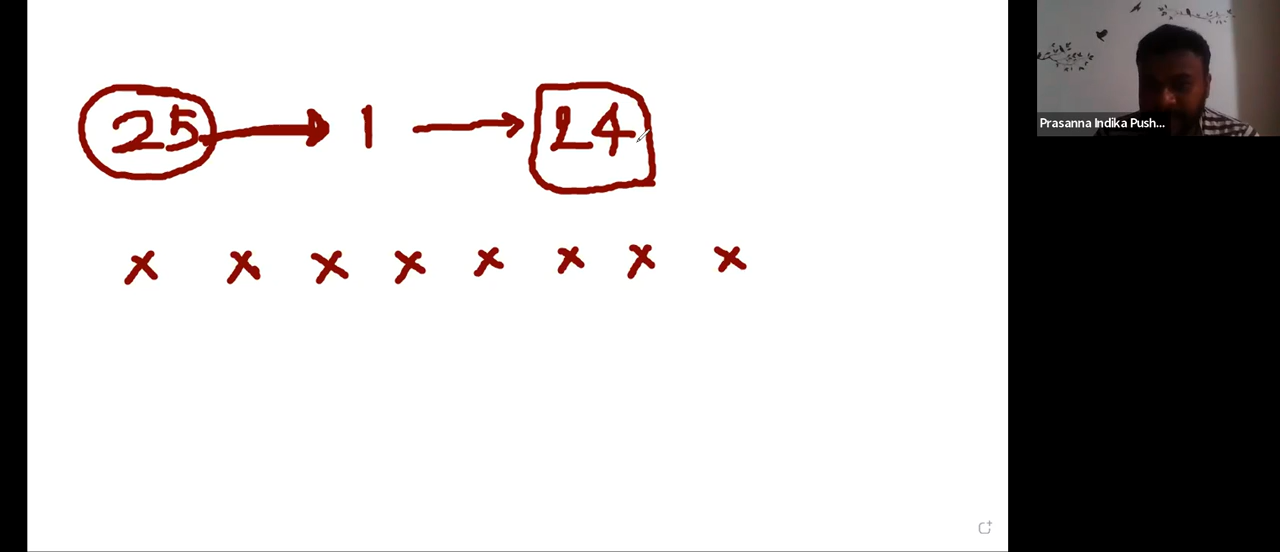 25 → 1 → 24
x x x x x x x x
Prasanna Indika Push...